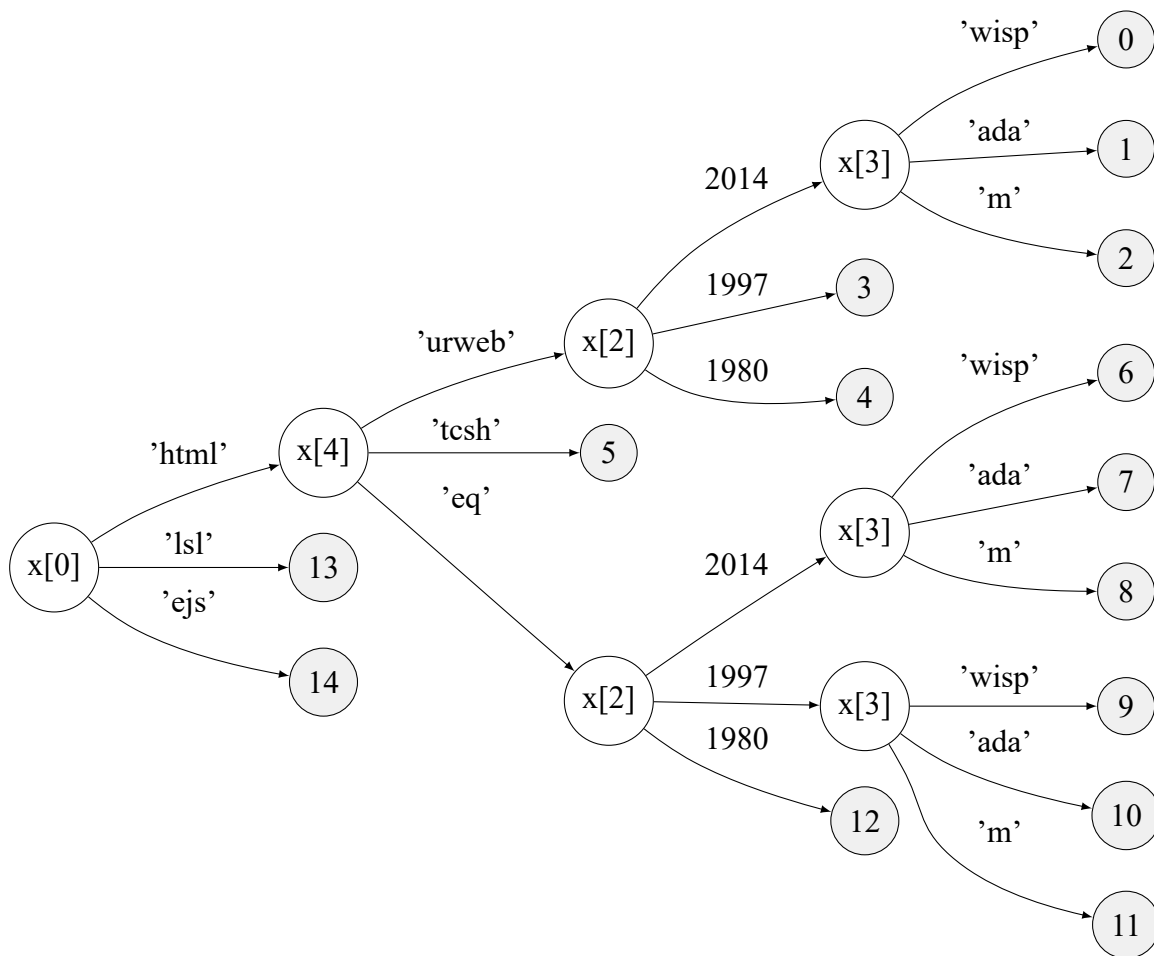 ’wisp’
0
’ada’
1
’m’
2
x[3]
2014
1997
3
1980
4
x[2]
’urweb’
’tcsh’
5
’eq’
x[4]
’html’
’lsl’
13
’ejs’
14
x[0]
’wisp’
6
’ada’
7
’m’
8
x[3]
2014
x[2]
1997
x[3]
’wisp’
9
’ada’
10
’m’
11
1980
12